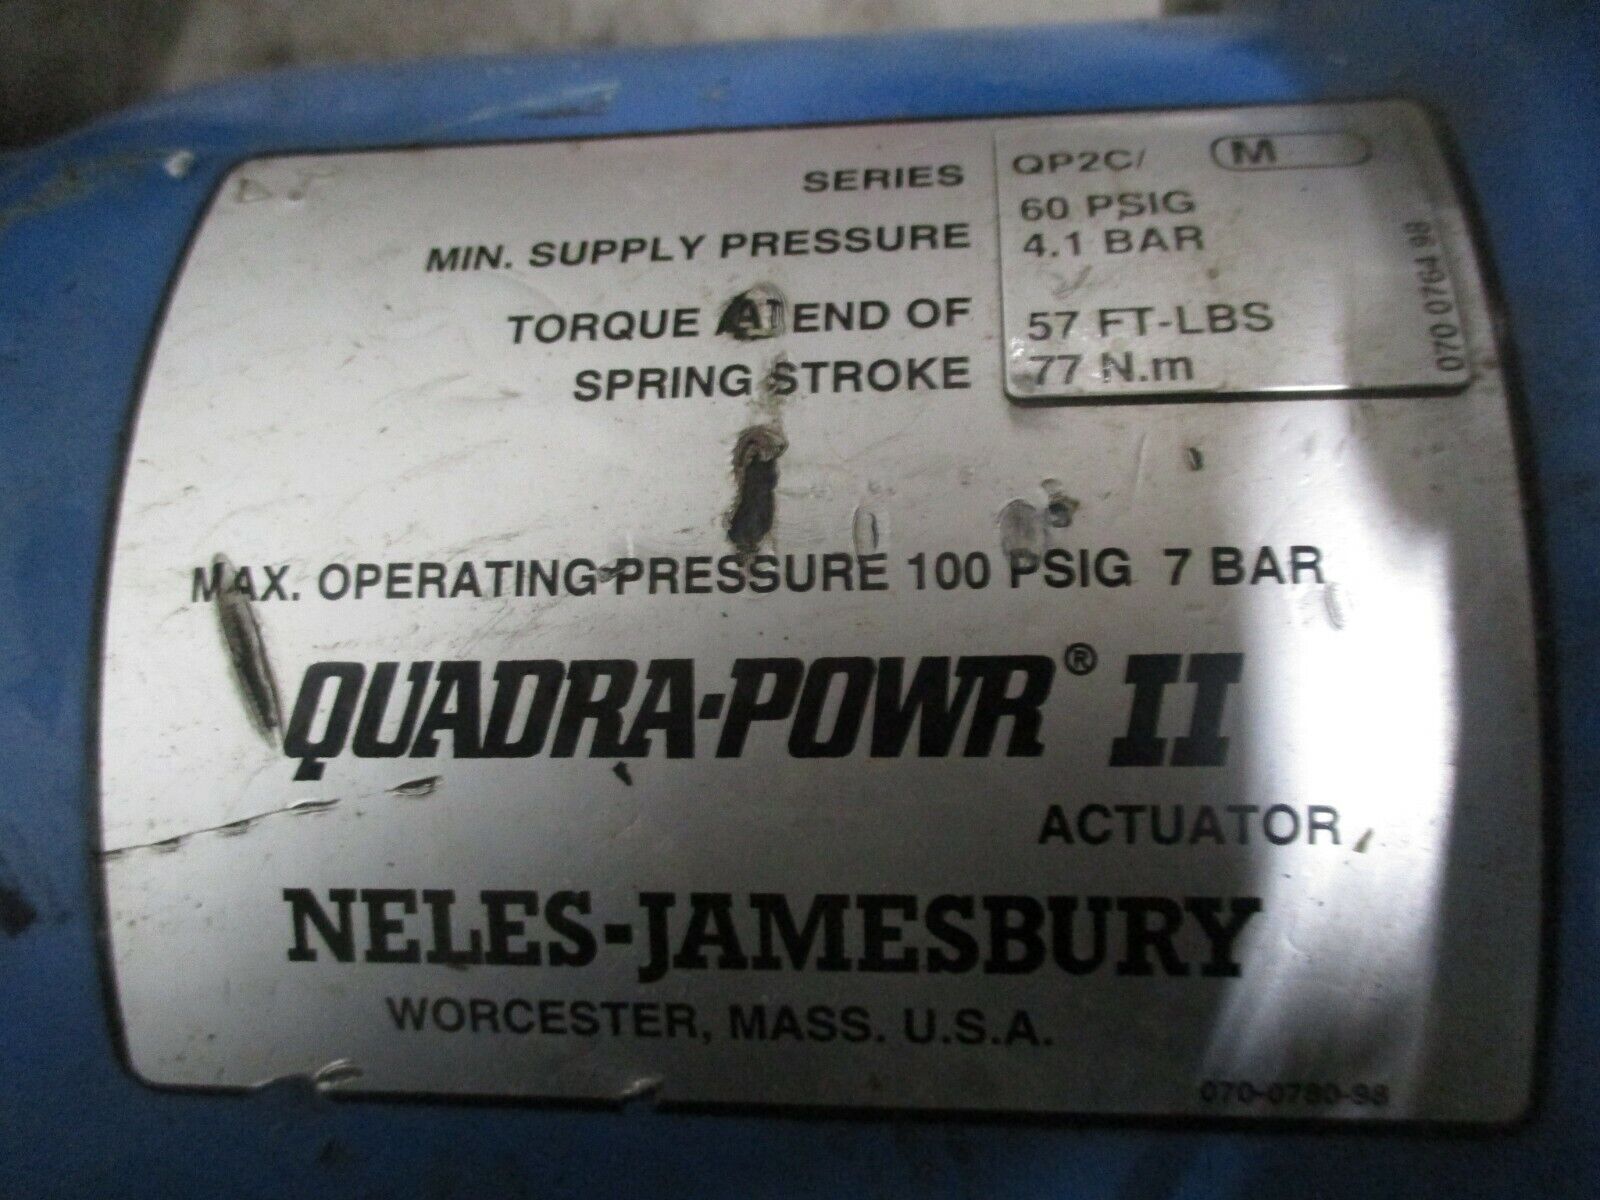 SERIES QP2C/ M
MIN. SUPPLY PRESSURE 60 PSIG
4.1 BAR
TORQUE AT END OF 57 FT-LBS
SPRING STROKE 77 N.m
070 0764 98
MAX. OPERATING PRESSURE 100 PSIG 7 BAR
QUADRA-POWR® II
ACTUATOR
NELES-JAMESBURY
WORCESTER, MASS. U.S.A.
070-0780-98